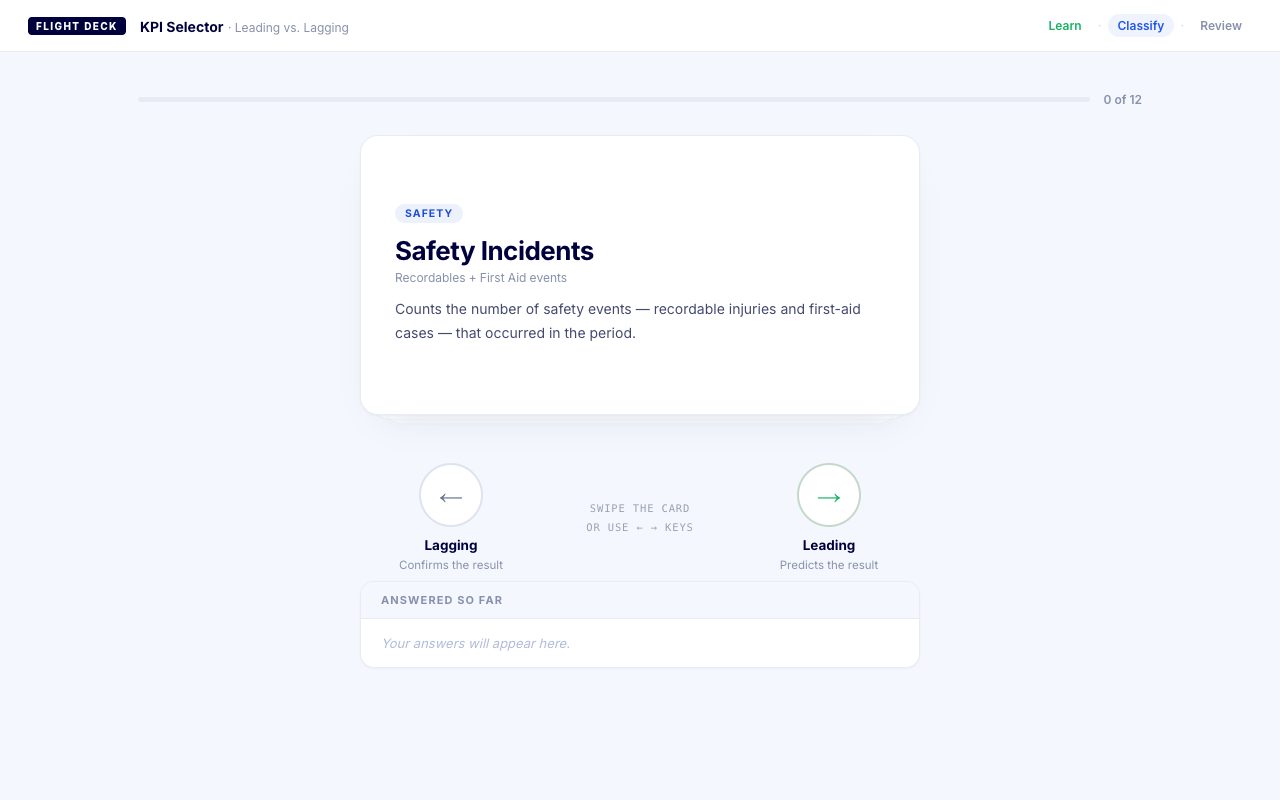 FLIGHT DECK KPI Selector · Leading vs. Lagging
Learn · Classify · Review
0 of 12
SAFETY
Safety Incidents
Recordables + First Aid events
Counts the number of safety events — recordable injuries and first-aid
cases — that occurred in the period.
← →
SWIPE THE CARD
OR USE ← → KEYS
Lagging Leading
Confirms the result Predicts the result
ANSWERED SO FAR
Your answers will appear here.